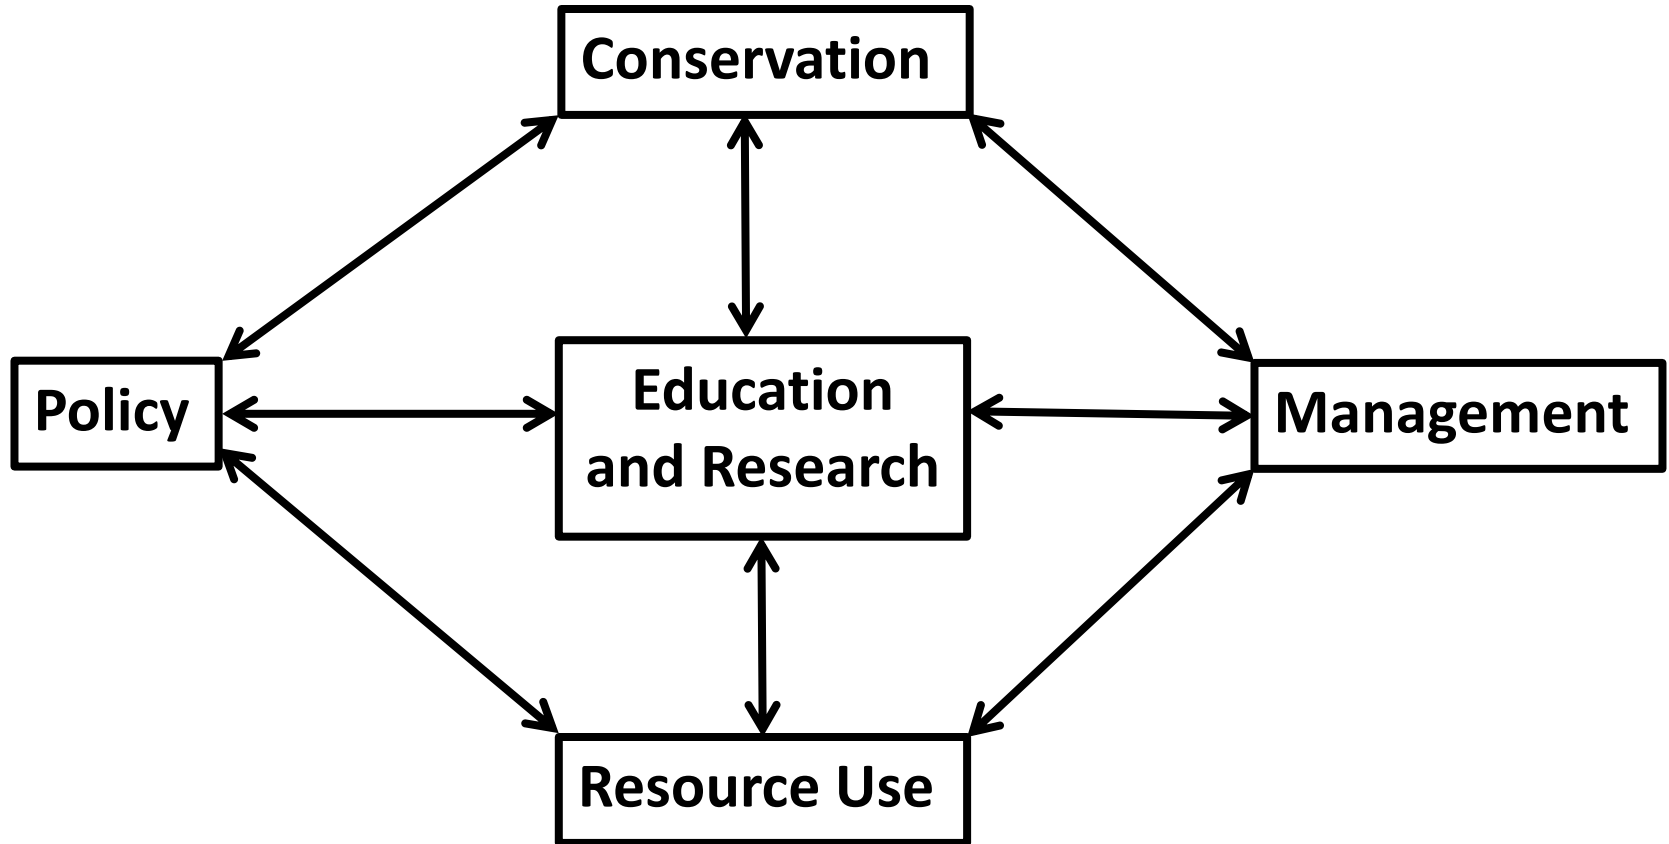 Conservation
Policy
Education
and Research
Management
Resource Use